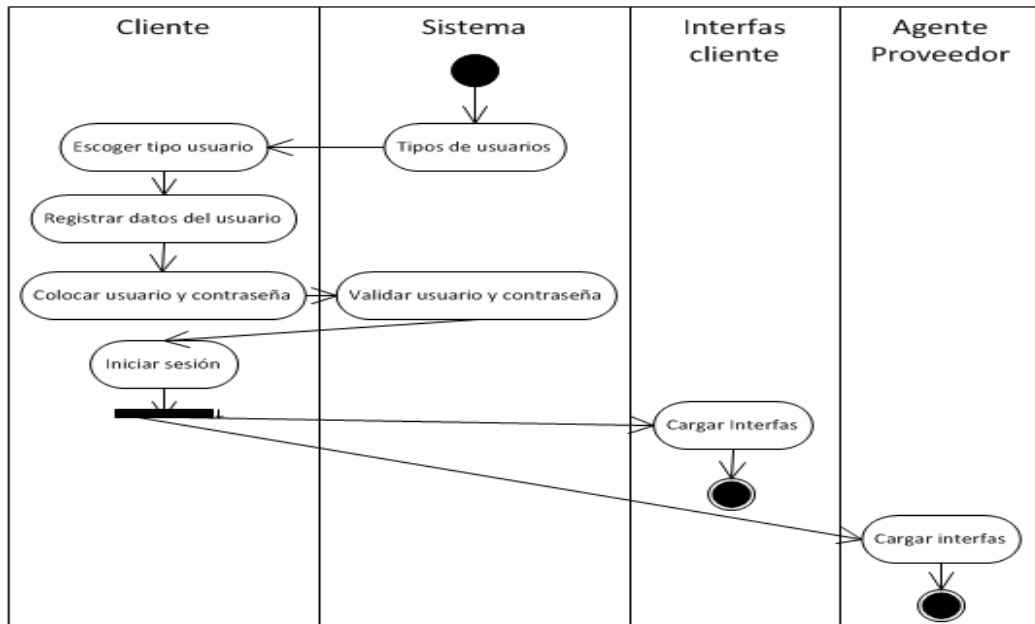 Cliente
Sistema
Interfas
cliente
Agente
Proveedor
Escoger tipo usuario
Tipos de usuarios
Registrar datos del usuario
Colocar usuario y contraseña
Validar usuario y contraseña
Iniciar sesión
Cargar Interfas
Cargar interfas